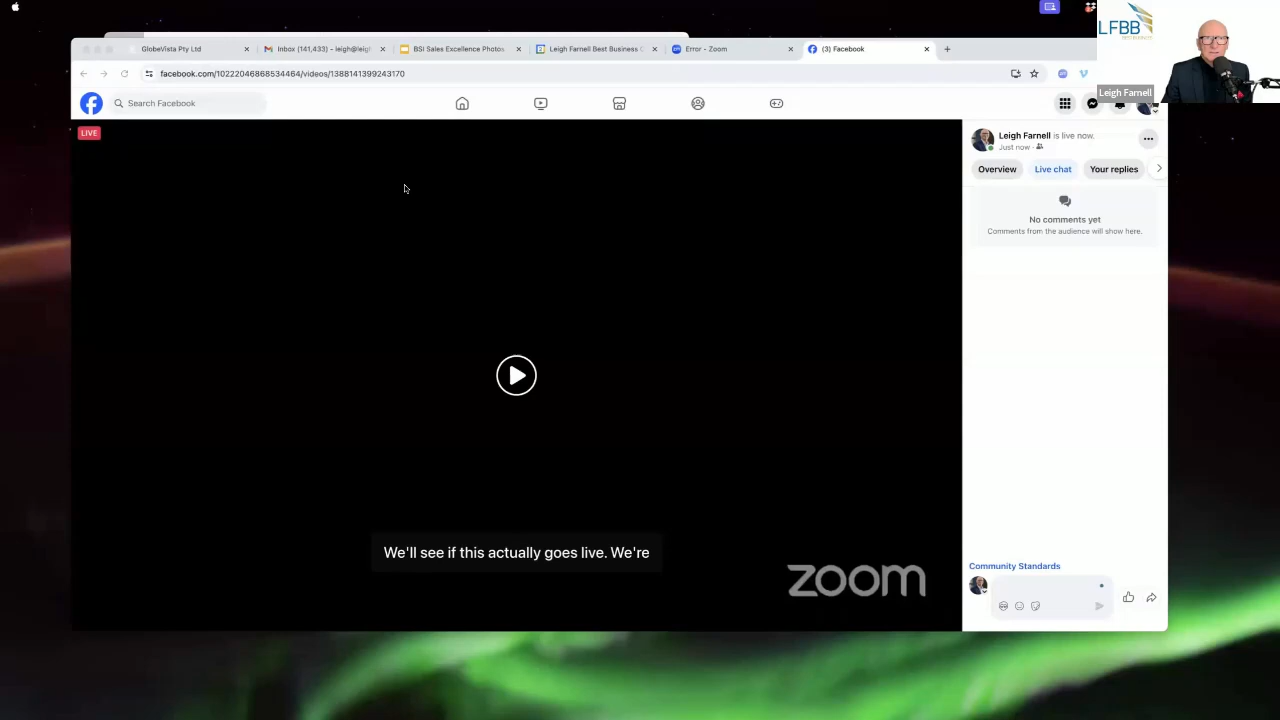 GlobeVista Pty Ltd
Inbox (141,433) - leigh@leigh
BSI Sales Excellence Photos
Leigh Farnell Best Business C
Error - Zoom
(3) Facebook
facebook.com/10222046868534464/videos/1388141399243170
LFBB
Leigh Farnell
Search Facebook
LIVE
Leigh Farnell is live now.
Just now ·
Overview
Live chat
Your replies
No comments yet
Comments from the audience will show here.
We'll see if this actually goes live. We're
zoom
Community Standards